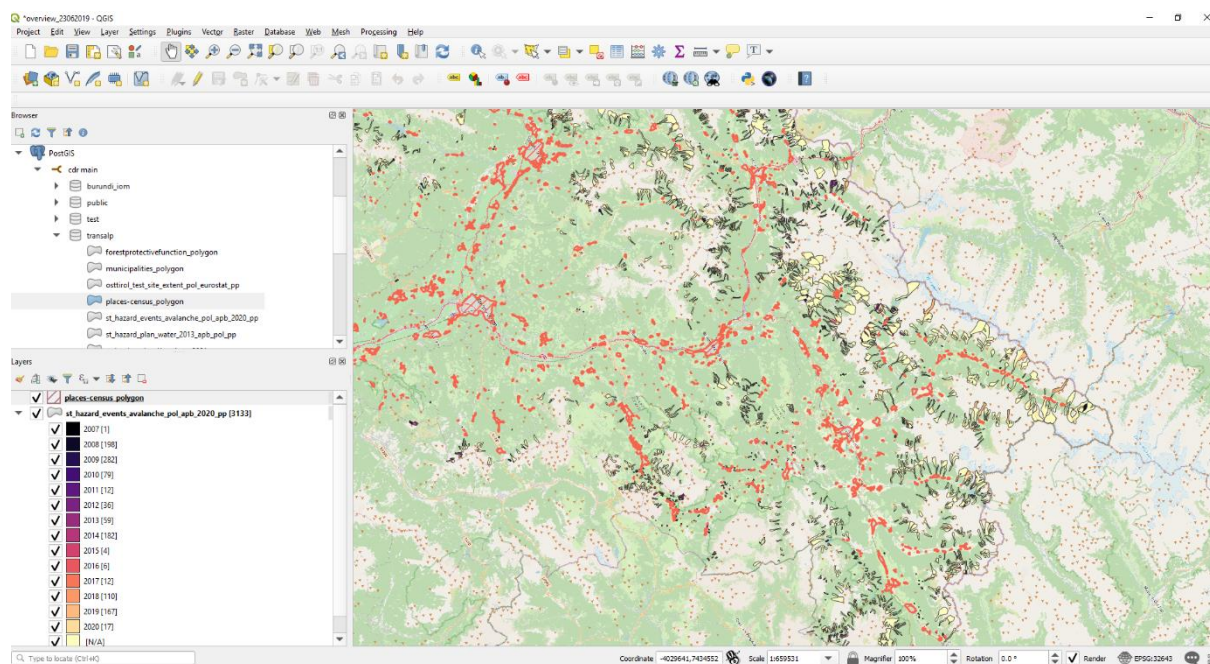 *overview_23062019 - QGIS
Project Edit View Layer Settings Plugins Vector Raster Database Web Mesh Processing Help
Browser
PostGIS
cdr main
burundi_iom
public
test
transalp
forestprotectivefunction_polygon
municipalities_polygon
osttirol_test_site_extent_pol_eurostat_pp
places-census_polygon
st_hazard_events_avalanche_pol_apb_2020_pp
st_hazard_plan_water_2013_apb_pol_pp
Layers
places-census_polygon
st_hazard_events_avalanche_pol_apb_2020_pp [3133]
2007 [1]
2008 [198]
2009 [282]
2010 [79]
2011 [12]
2012 [36]
2013 [59]
2014 [182]
2015 [4]
2016 [6]
2017 [12]
2018 [110]
2019 [167]
2020 [17]
[N/A]
Type to locate (Ctrl+K)
Coordinate -4029641,7434552 Scale 1:659531 Magnifier 100% Rotation 0.0 ° Render EPSG:32643